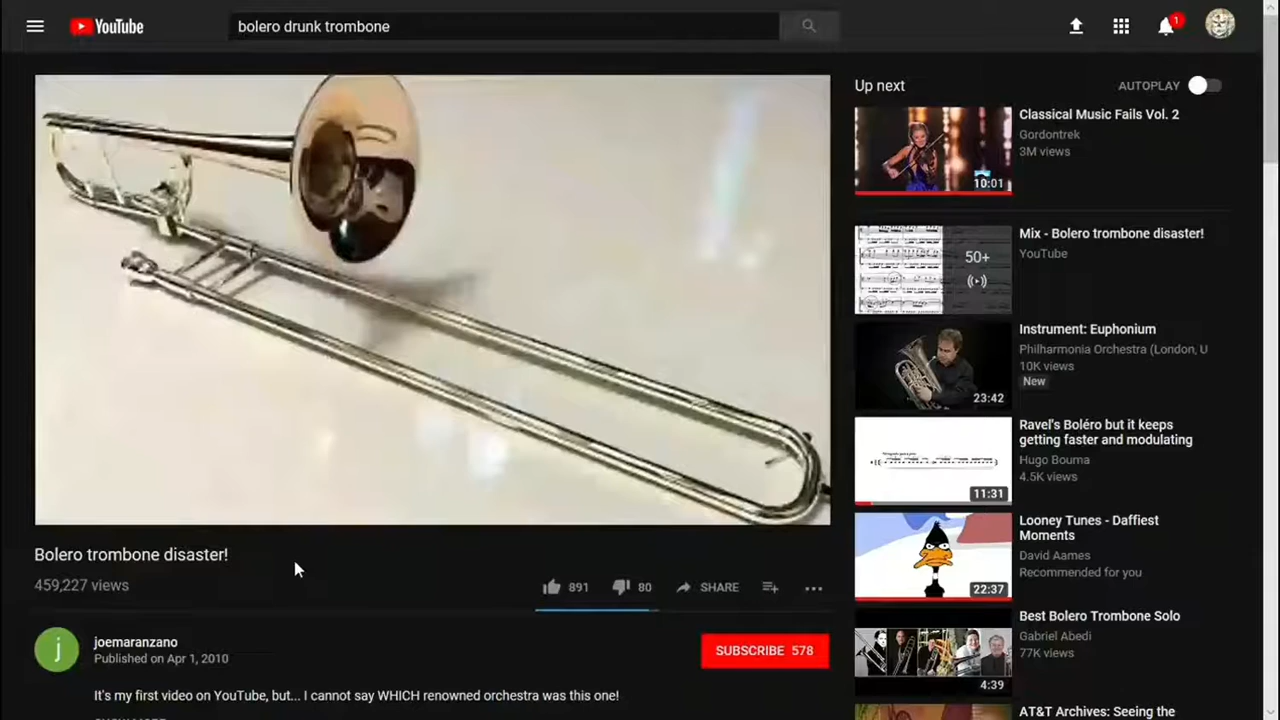 YouTube
bolero drunk trombone
1
Up next
AUTOPLAY
Classical Music Fails Vol. 2
Gordontrek
3M views
10:01
Mix - Bolero trombone disaster!
YouTube
50+
Instrument: Euphonium
Philharmonia Orchestra (London, U
10K views
New
23:42
Ravel's Boléro but it keeps
getting faster and modulating
Hugo Bouma
4.5K views
11:31
Looney Tunes - Daffiest
Moments
David Aames
Recommended for you
22:37
Best Bolero Trombone Solo
Gabriel Abedi
77K views
4:39
AT&T Archives: Seeing the
Bolero trombone disaster!
459,227 views
891
80
SHARE
j
joemaranzano
Published on Apr 1, 2010
SUBSCRIBE 578
It's my first video on YouTube, but... I cannot say WHICH renowned orchestra was this one!